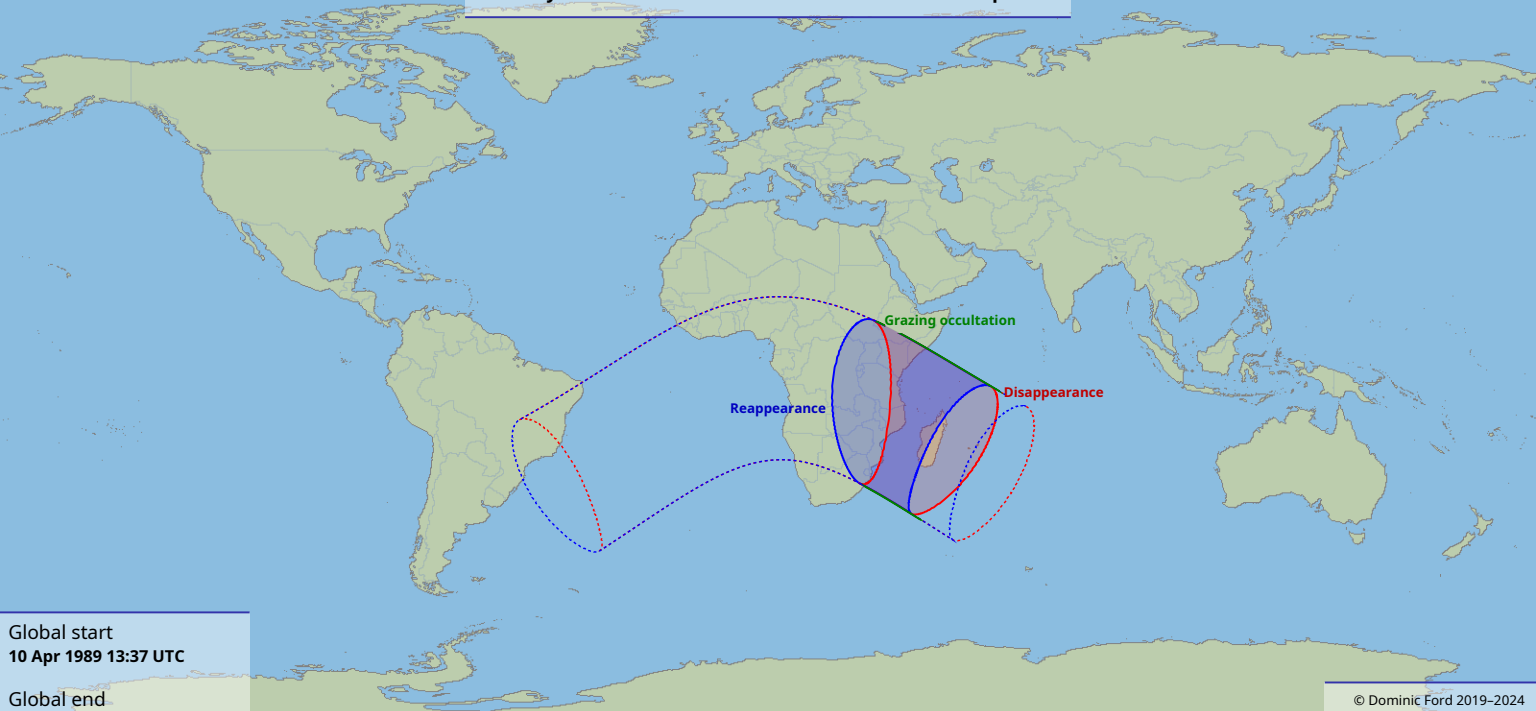 Grazing occultation
Disappearance
Reappearance
Global start
10 Apr 1989 13:37 UTC
Global end
© Dominic Ford 2019–2024